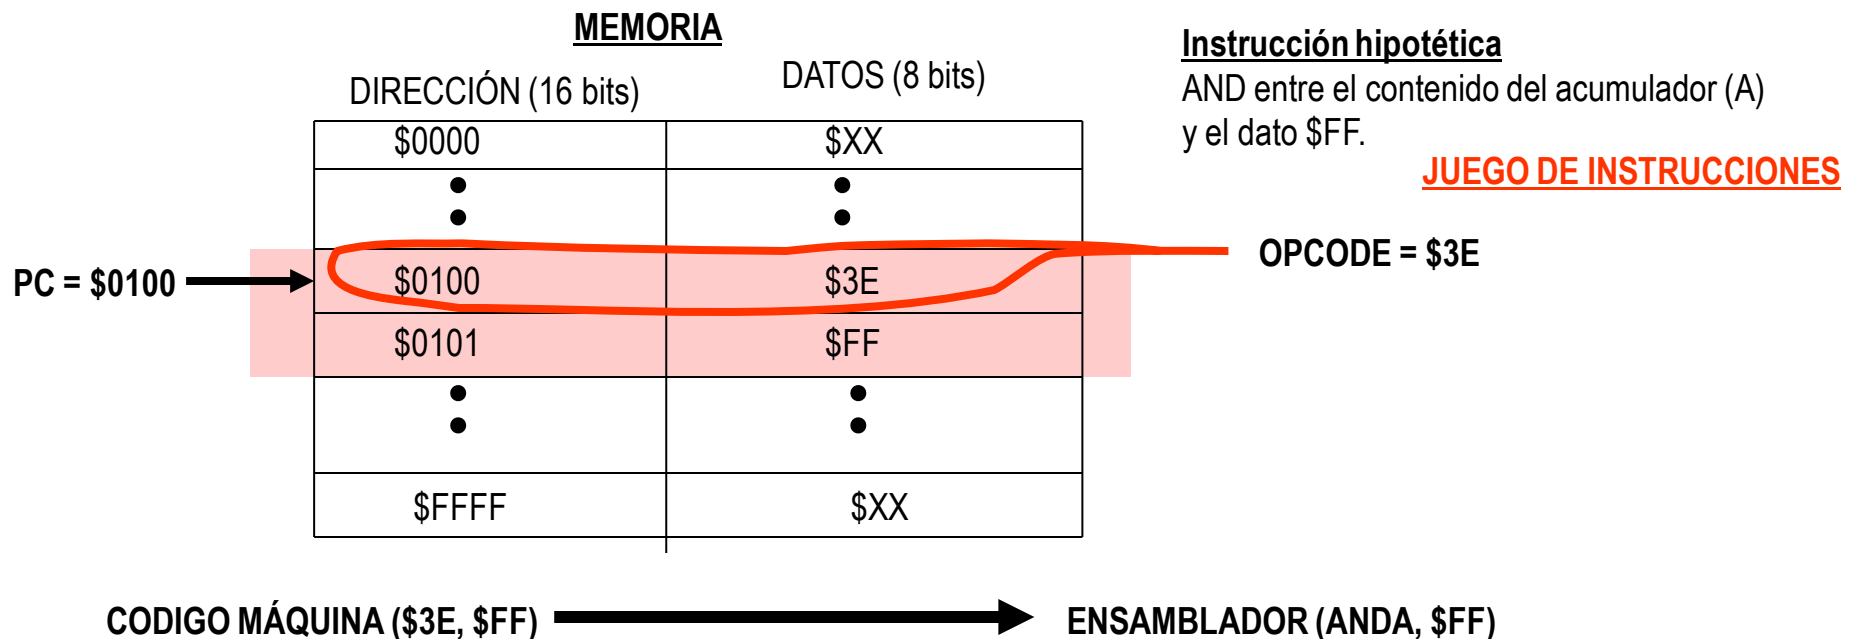 MEMORIA
DIRECCIÓN (16 bits)
DATOS (8 bits)
Instrucción hipotética
AND entre el contenido del acumulador (A)
y el dato $FF.
JUEGO DE INSTRUCCIONES
$0000
$XX
PC = $0100
$0100
$3E
OPCODE = $3E
$0101
$FF
$FFFF
$XX
CODIGO MÁQUINA ($3E, $FF)
ENSAMBLADOR (ANDA, $FF)